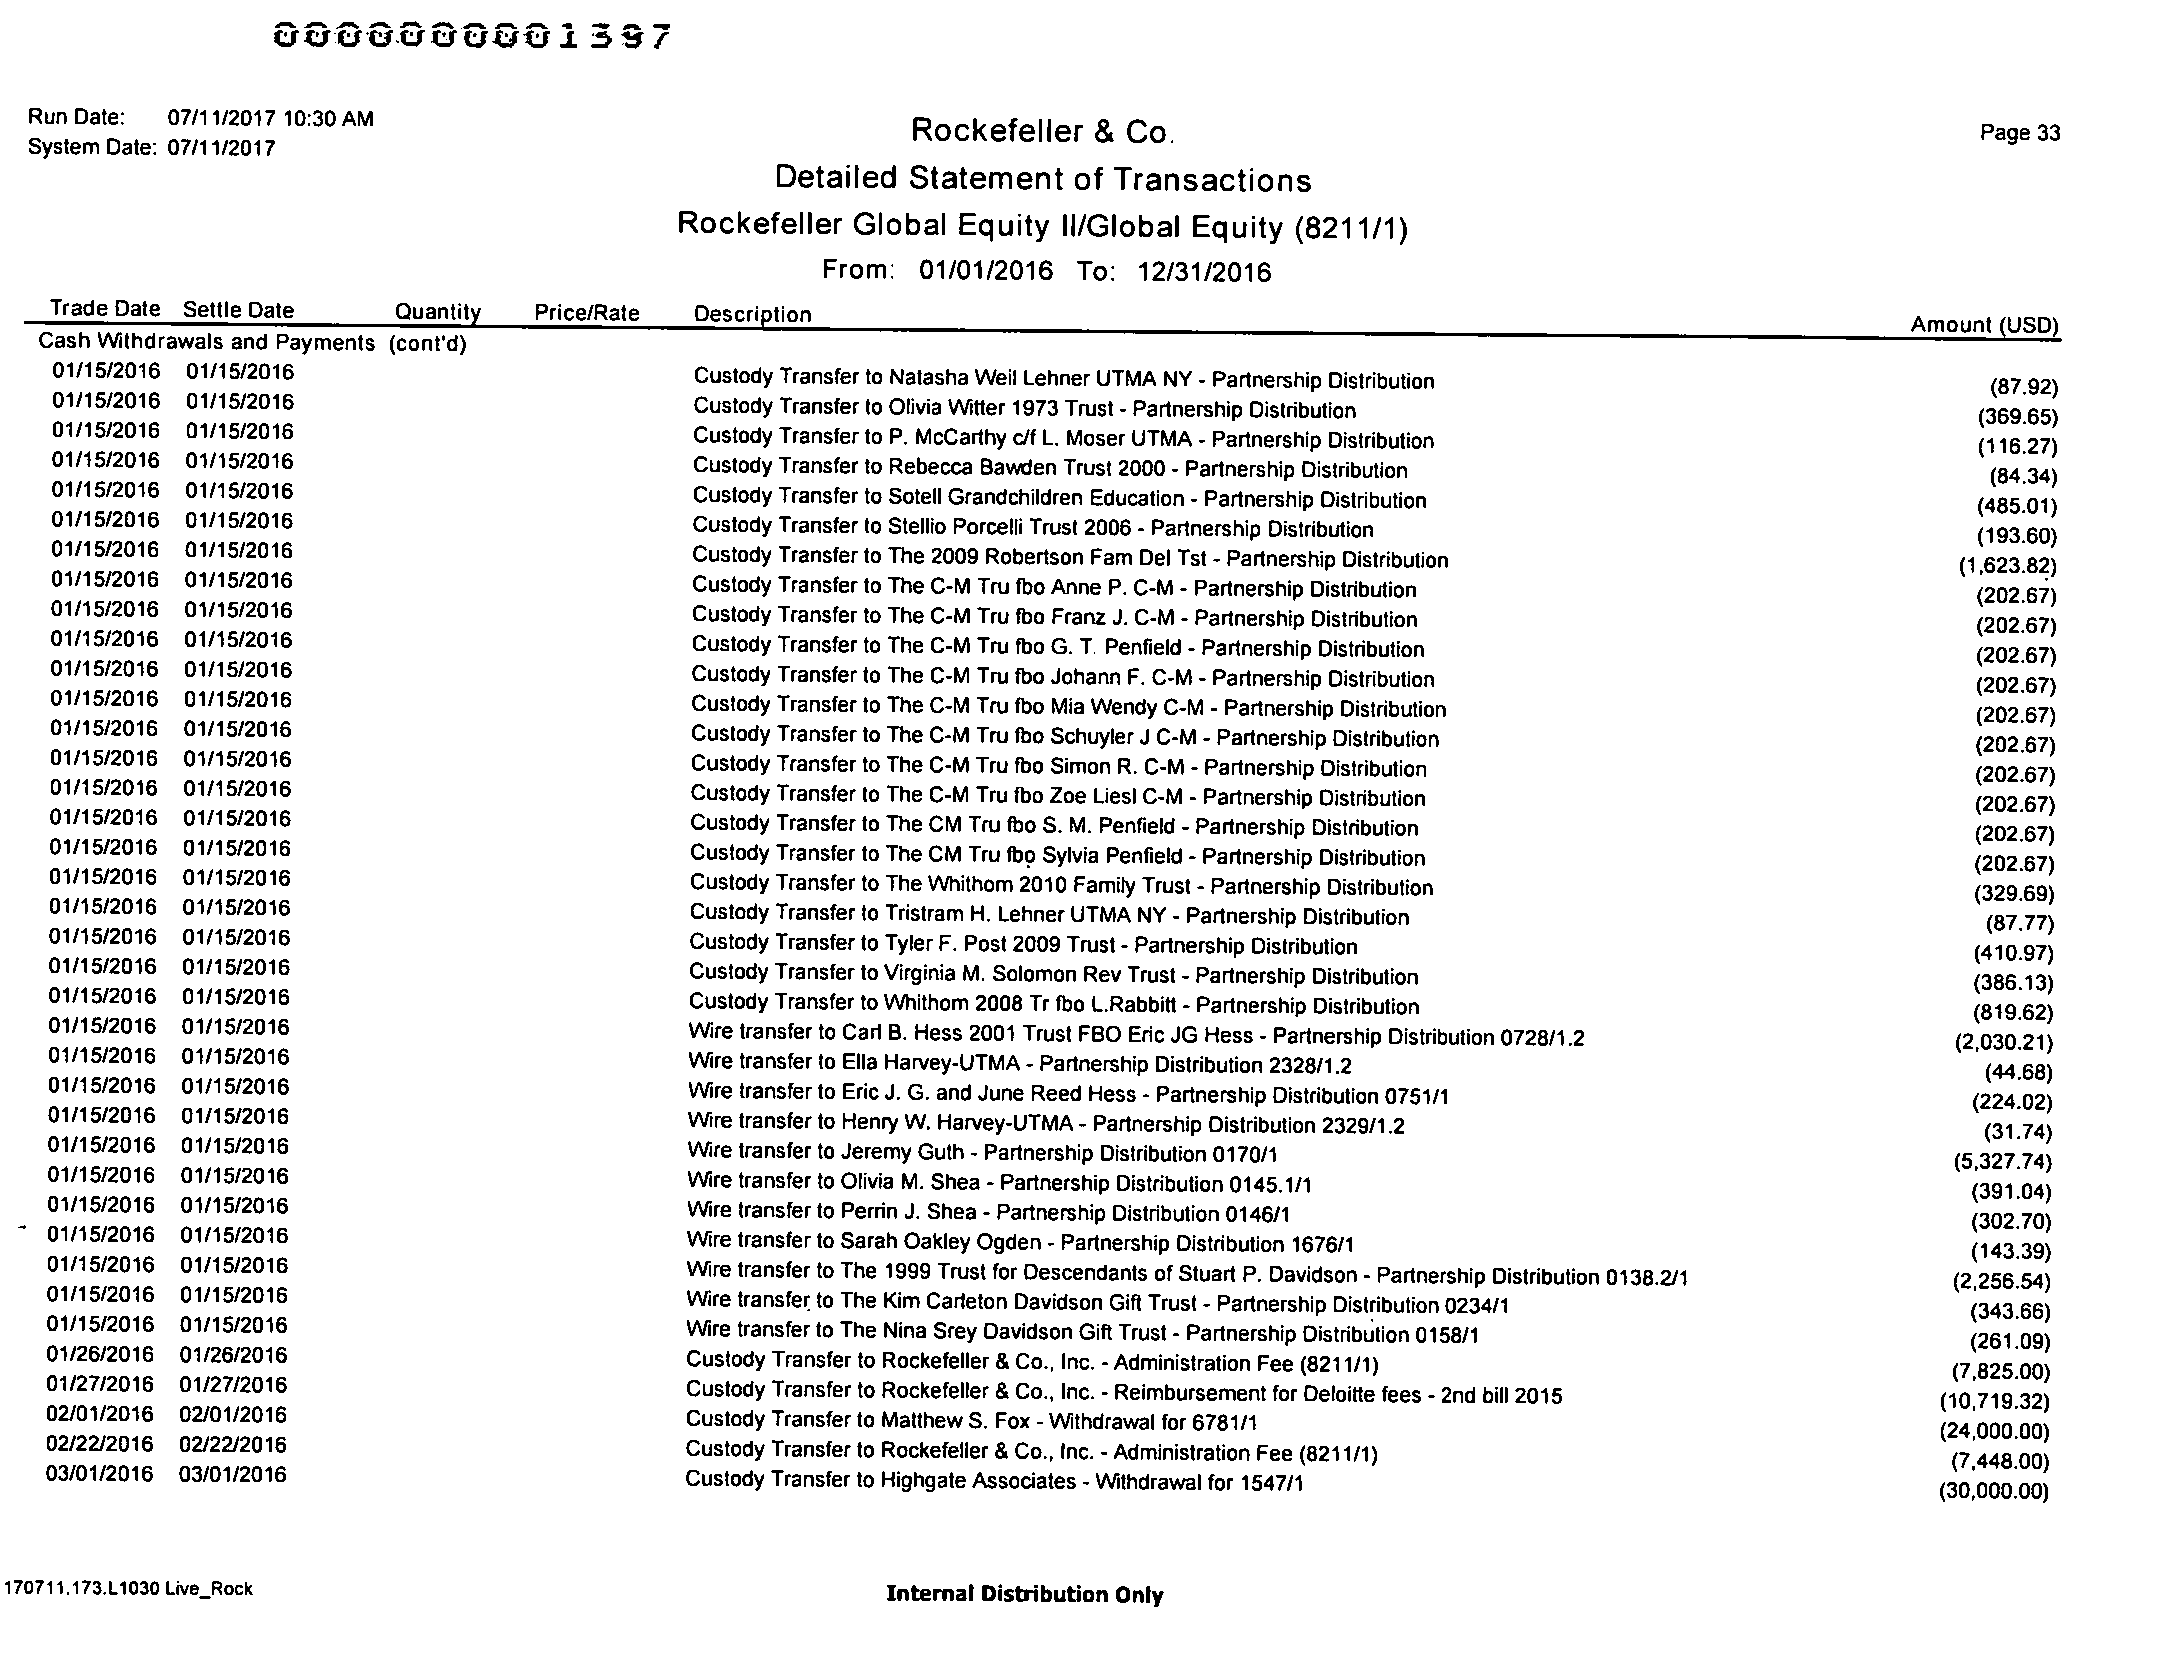 0000000001397
Run Date: 07/11/2017 10:30 AM
System Date: 07/11/2017
Rockefeller & Co.
Page 33
Detailed Statement of Transactions
Rockefeller Global Equity II/Global Equity (8211/1)
From: 01/01/2016 To: 12/31/2016
Trade Date Settle Date Quantity Price/Rate Description Amount (USD)
Cash Withdrawals and Payments (cont'd)
01/15/2016 01/15/2016 Custody Transfer to Natasha Weil Lehner UTMA NY - Partnership Distribution (87.92)
01/15/2016 01/15/2016 Custody Transfer to Olivia Witter 1973 Trust - Partnership Distribution (369.65)
01/15/2016 01/15/2016 Custody Transfer to P. McCarthy c/f L. Moser UTMA - Partnership Distribution (116.27)
01/15/2016 01/15/2016 Custody Transfer to Rebecca Bawden Trust 2000 - Partnership Distribution (84.34)
01/15/2016 01/15/2016 Custody Transfer to Sotell Grandchildren Education - Partnership Distribution (485.01)
01/15/2016 01/15/2016 Custody Transfer to Stellio Porcelli Trust 2006 - Partnership Distribution (193.60)
01/15/2016 01/15/2016 Custody Transfer to The 2009 Robertson Fam Del Tst - Partnership Distribution (1,623.82)
01/15/2016 01/15/2016 Custody Transfer to The C-M Tru fbo Anne P. C-M - Partnership Distribution (202.67)
01/15/2016 01/15/2016 Custody Transfer to The C-M Tru fbo Franz J. C-M - Partnership Distribution (202.67)
01/15/2016 01/15/2016 Custody Transfer to The C-M Tru fbo G. T. Penfield - Partnership Distribution (202.67)
01/15/2016 01/15/2016 Custody Transfer to The C-M Tru fbo Johann F. C-M - Partnership Distribution (202.67)
01/15/2016 01/15/2016 Custody Transfer to The C-M Tru fbo Mia Wendy C-M - Partnership Distribution (202.67)
01/15/2016 01/15/2016 Custody Transfer to The C-M Tru fbo Schuyler J C-M - Partnership Distribution (202.67)
01/15/2016 01/15/2016 Custody Transfer to The C-M Tru fbo Simon R. C-M - Partnership Distribution (202.67)
01/15/2016 01/15/2016 Custody Transfer to The C-M Tru fbo Zoe Liesl C-M - Partnership Distribution (202.67)
01/15/2016 01/15/2016 Custody Transfer to The CM Tru fbo S. M. Penfield - Partnership Distribution (202.67)
01/15/2016 01/15/2016 Custody Transfer to The CM Tru fbo Sylvia Penfield - Partnership Distribution (202.67)
01/15/2016 01/15/2016 Custody Transfer to The Whithom 2010 Family Trust - Partnership Distribution (329.69)
01/15/2016 01/15/2016 Custody Transfer to Tristram H. Lehner UTMA NY - Partnership Distribution (87.77)
01/15/2016 01/15/2016 Custody Transfer to Tyler F. Post 2009 Trust - Partnership Distribution (410.97)
01/15/2016 01/15/2016 Custody Transfer to Virginia M. Solomon Rev Trust - Partnership Distribution (386.13)
01/15/2016 01/15/2016 Custody Transfer to Whithom 2008 Tr fbo L.Rabbitt - Partnership Distribution (819.62)
01/15/2016 01/15/2016 Wire transfer to Carl B. Hess 2001 Trust FBO Eric JG Hess - Partnership Distribution 0728/1.2 (2,030.21)
01/15/2016 01/15/2016 Wire transfer to Ella Harvey-UTMA - Partnership Distribution 2328/1.2 (44.68)
01/15/2016 01/15/2016 Wire transfer to Eric J. G. and June Reed Hess - Partnership Distribution 0751/1 (224.02)
01/15/2016 01/15/2016 Wire transfer to Henry W. Harvey-UTMA - Partnership Distribution 2329/1.2 (31.74)
01/15/2016 01/15/2016 Wire transfer to Jeremy Guth - Partnership Distribution 0170/1 (5,327.74)
01/15/2016 01/15/2016 Wire transfer to Olivia M. Shea - Partnership Distribution 0145.1/1 (391.04)
01/15/2016 01/15/2016 Wire transfer to Perrin J. Shea - Partnership Distribution 0146/1 (302.70)
01/15/2016 01/15/2016 Wire transfer to Sarah Oakley Ogden - Partnership Distribution 1676/1 (143.39)
01/15/2016 01/15/2016 Wire transfer to The 1999 Trust for Descendants of Stuart P. Davidson - Partnership Distribution 0138.2/1 (2,256.54)
01/15/2016 01/15/2016 Wire transfer to The Kim Carleton Davidson Gift Trust - Partnership Distribution 0234/1 (343.66)
01/15/2016 01/15/2016 Wire transfer to The Nina Srey Davidson Gift Trust - Partnership Distribution 0158/1 (261.09)
01/26/2016 01/26/2016 Custody Transfer to Rockefeller & Co., Inc. - Administration Fee (8211/1) (7,825.00)
01/27/2016 01/27/2016 Custody Transfer to Rockefeller & Co., Inc. - Reimbursement for Deloitte fees - 2nd bill 2015 (10,719.32)
02/01/2016 02/01/2016 Custody Transfer to Matthew S. Fox - Withdrawal for 6781/1 (24,000.00)
02/22/2016 02/22/2016 Custody Transfer to Rockefeller & Co., Inc. - Administration Fee (8211/1) (7,448.00)
03/01/2016 03/01/2016 Custody Transfer to Highgate Associates - Withdrawal for 1547/1 (30,000.00)
170711.173.L1030 Live_Rock
Internal Distribution Only